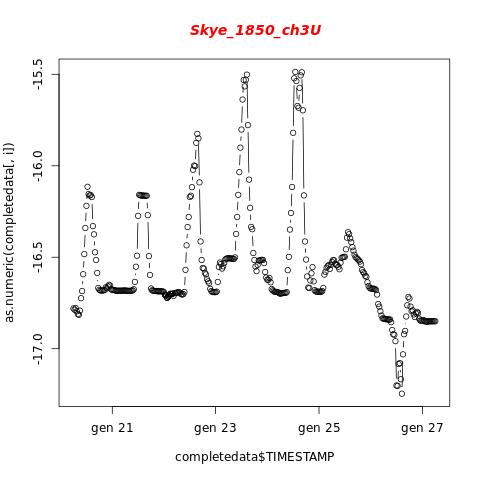 Skye_1850_ch3U
as.numeric(completedata[, i])
-15.5
-16.0
-16.5
-17.0
gen 21
gen 23
gen 25
gen 27
completedata$TIMESTAMP